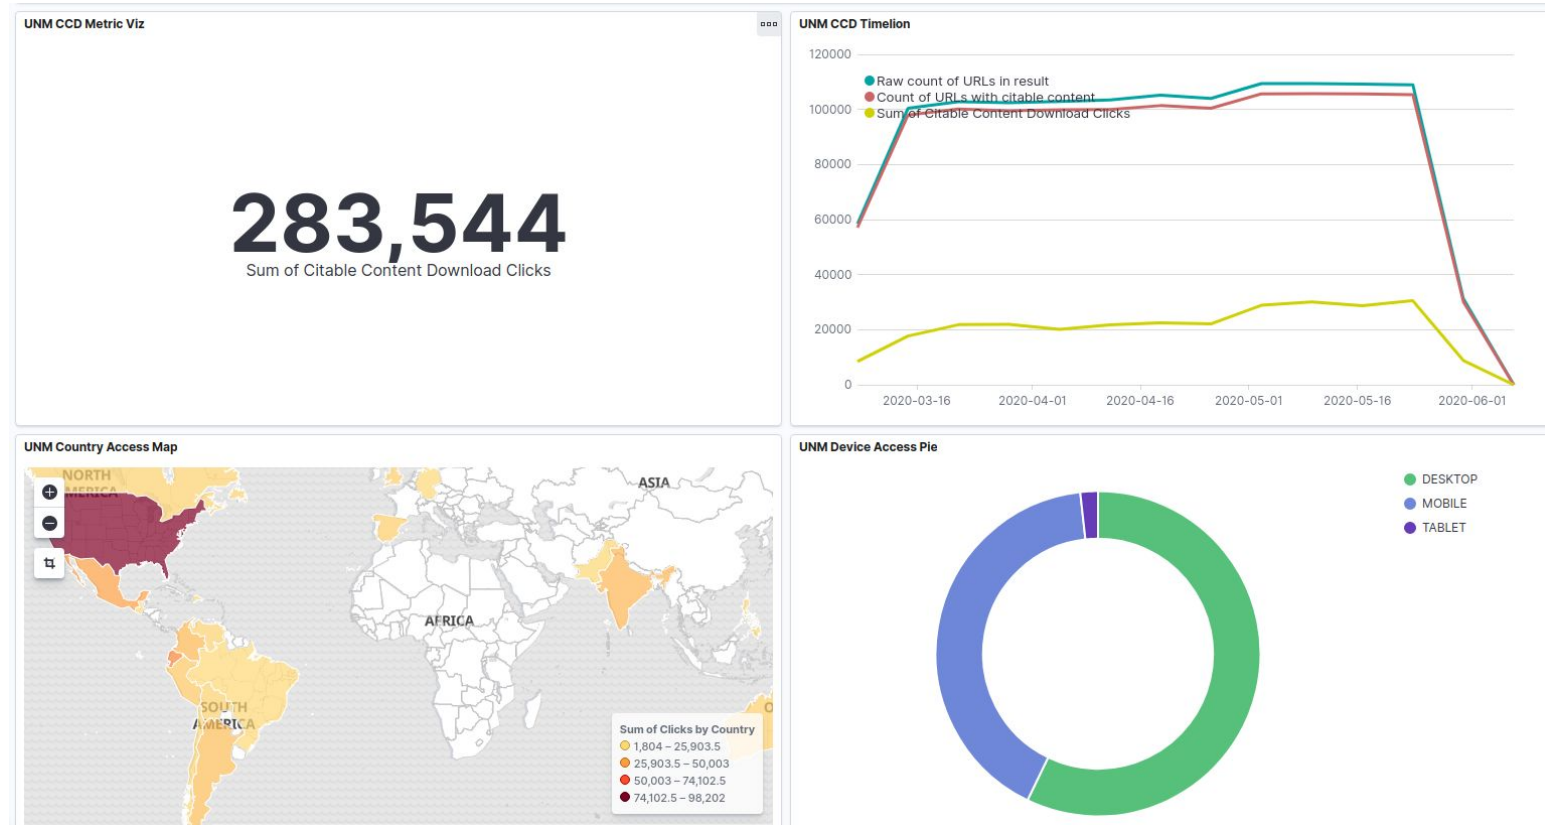 UNM CCD Metric Viz
283,544
Sum of Citable Content Download Clicks
UNM CCD Timelion
120000
100000
80000
60000
40000
20000
0
Raw count of URLs in result
Count of URLs with citable content
Sum of Citable Content Download Clicks
2020-03-16
2020-04-01
2020-04-16
2020-05-01
2020-05-16
2020-06-01
UNM Country Access Map
NORTH
AMERICA
ASIA
AFRICA
SOUTH
AMERICA
O
Sum of Clicks by Country
1,804 – 25,903.5
25,903.5 – 50,003
50,003 – 74,102.5
74,102.5 – 98,202
UNM Device Access Pie
DESKTOP
MOBILE
TABLET